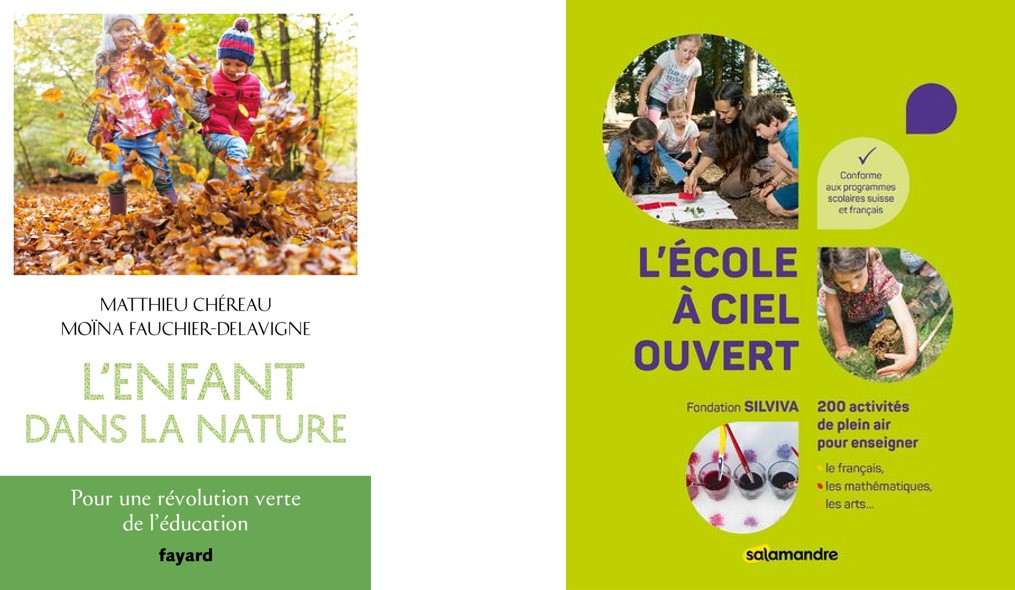 MATTHIEU CHÉREAU
MOÏNA FAUCHIER-DELAVIGNE
L'ENFANT
DANS LA NATURE
Pour une révolution verte
de l'éducation
fayard
Conforme
aux programmes
scolaires suisse
et français
L'ÉCOLE
À CIEL
OUVERT
Fondation SILVIVA
200 activités
de plein air
pour enseigner
le français,
les mathématiques,
les arts...
salamandre